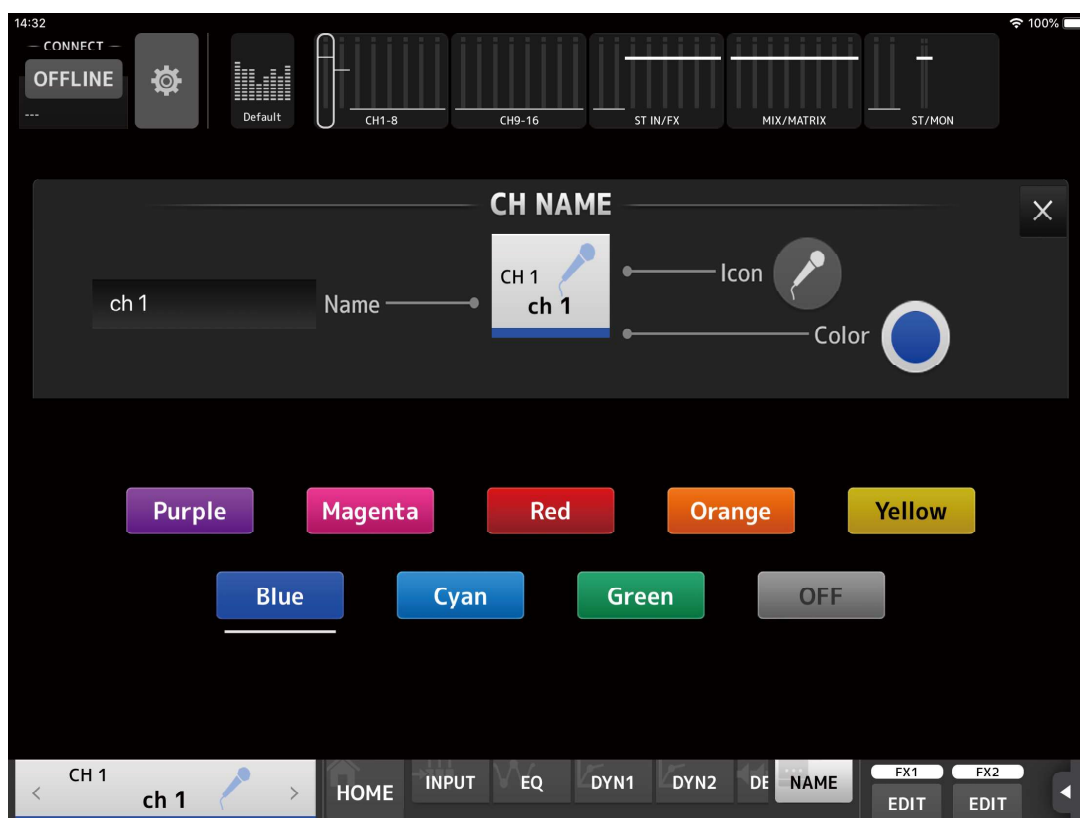 14:32
100%
CONNECT
OFFLINE
---
Default
CH1-8
CH9-16
ST IN/FX
MIX/MATRIX
ST/MON
CH NAME
ch 1
Name
CH 1
ch 1
Icon
Color
Purple
Magenta
Red
Orange
Yellow
Blue
Cyan
Green
OFF
CH 1
ch 1
HOME
INPUT
EQ
DYN1
DYN2
DE
NAME
FX1
EDIT
FX2
EDIT